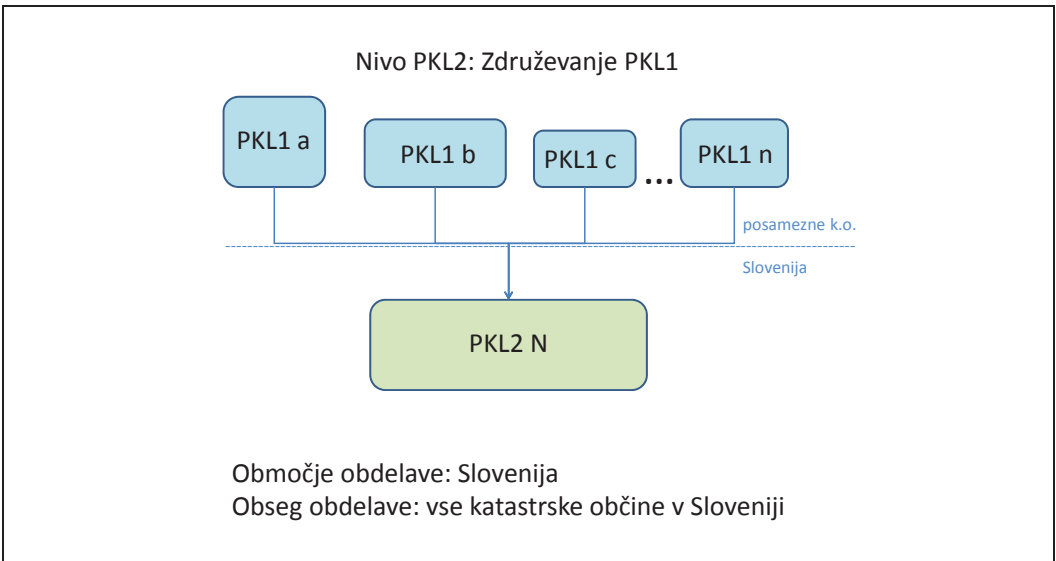 Nivo PKL2: Združevanje PKL1
PKL1 a
PKL1 b
PKL1 c
...
PKL1 n
posamezne k.o.
Slovenija
PKL2 N
Območje obdelave: Slovenija
Obseg obdelave: vse katastrske občine v Sloveniji